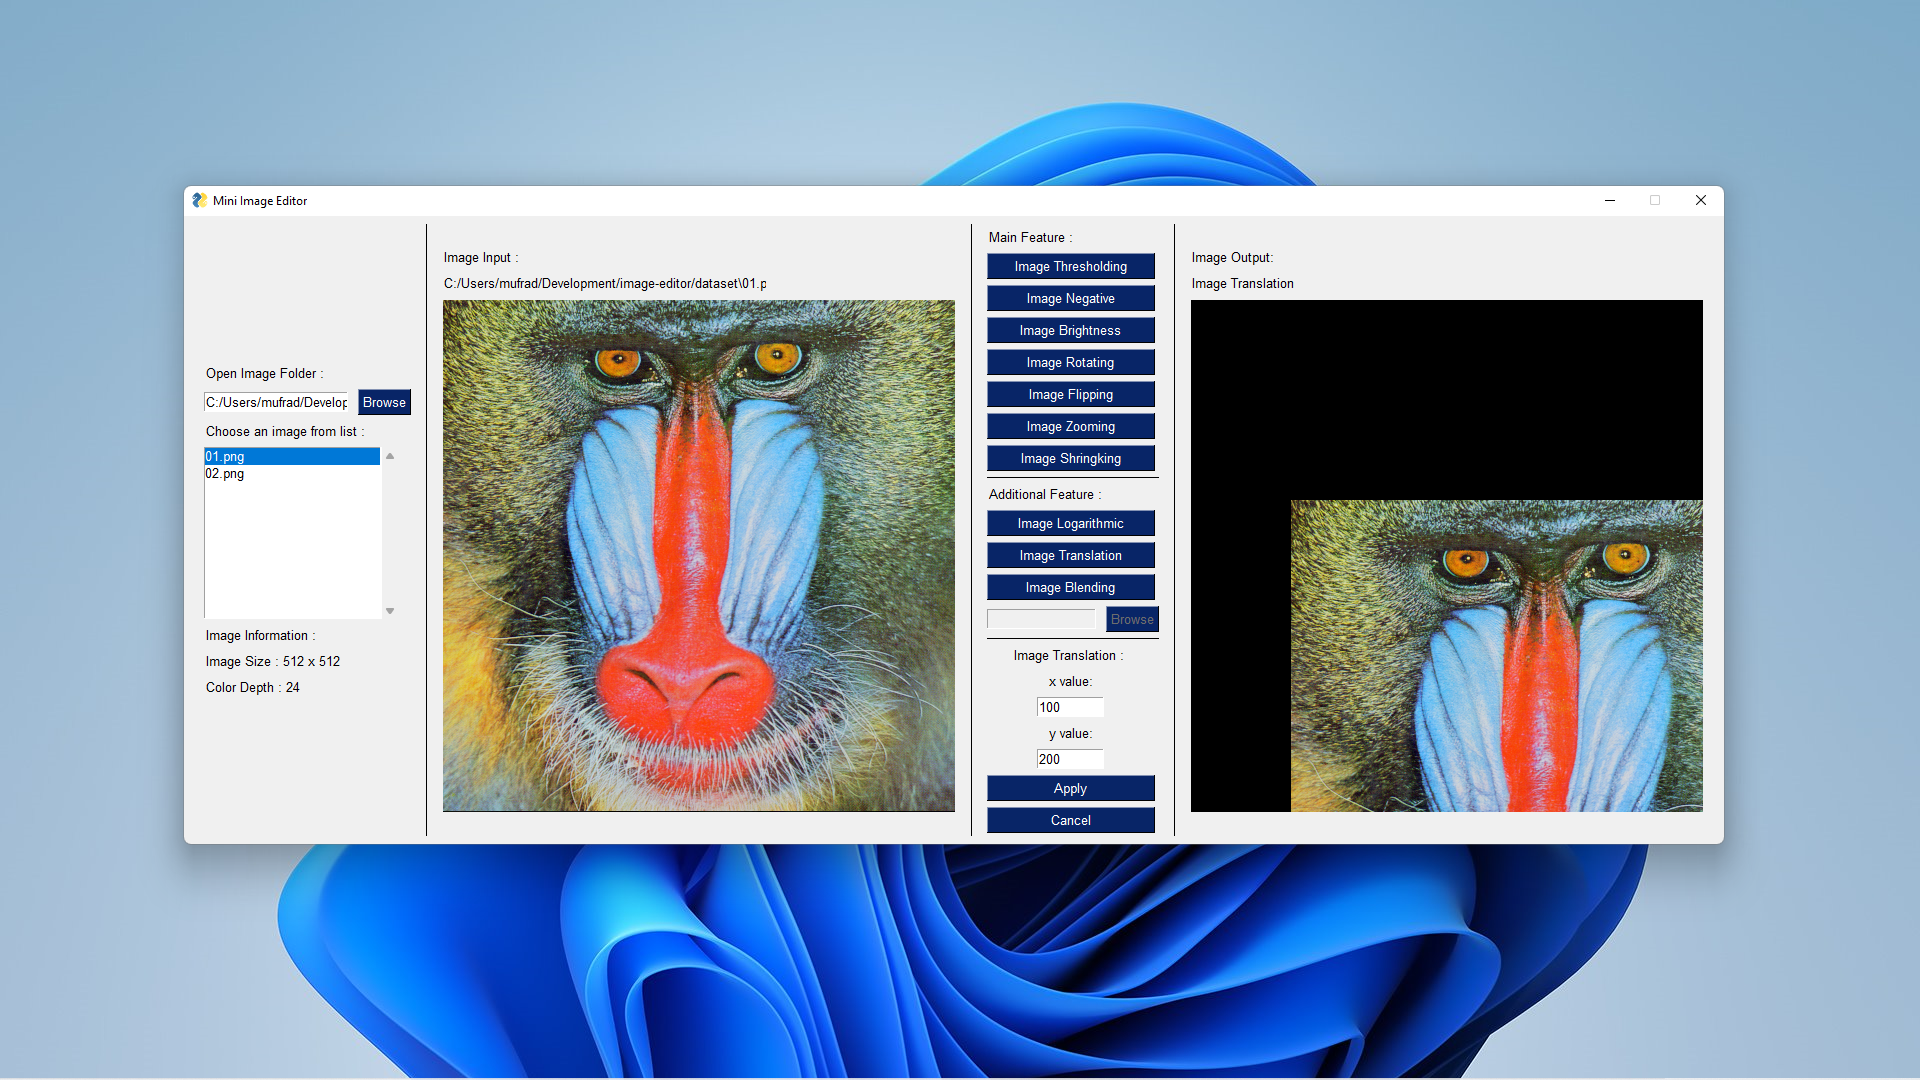 Mini Image Editor
Open Image Folder :
C:/Users/mufrad/Develop
Browse
Choose an image from list :
01.png
02.png
Image Information :
Image Size : 512 x 512
Color Depth : 24
Image Input :
C:/Users/mufrad/Development/image-editor/dataset\01.p
Main Feature :
Image Thresholding
Image Negative
Image Brightness
Image Rotating
Image Flipping
Image Zooming
Image Shringking
Additional Feature :
Image Logarithmic
Image Translation
Image Blending
Browse
Image Translation :
x value:
100
y value:
200
Apply
Cancel
Image Output:
Image Translation